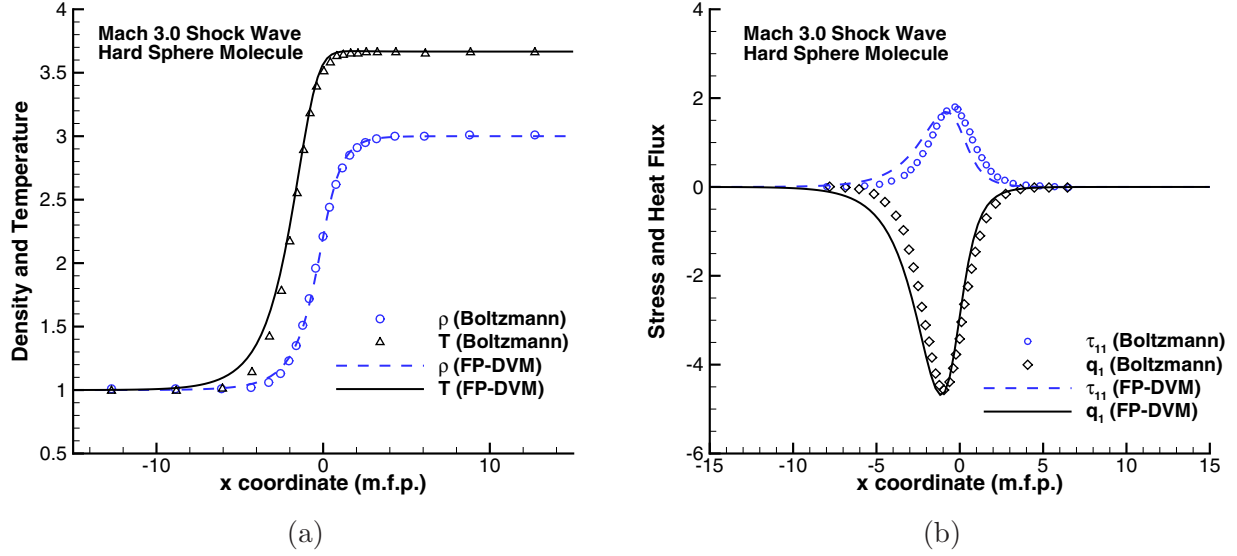 Mach 3.0 Shock Wave
Hard Sphere Molecule
Density and Temperature
4
3.5
3
2.5
2
1.5
1
0.5
-10
0
10
x coordinate (m.f.p.)
ρ (Boltzmann)
T (Boltzmann)
ρ (FP-DVM)
T (FP-DVM)
(a)
Mach 3.0 Shock Wave
Hard Sphere Molecule
Stress and Heat Flux
4
2
0
-2
-4
-6
-15
-10
-5
0
5
10
15
x coordinate (m.f.p.)
τ₁₁ (Boltzmann)
q₁ (Boltzmann)
τ₁₁ (FP-DVM)
q₁ (FP-DVM)
(b)